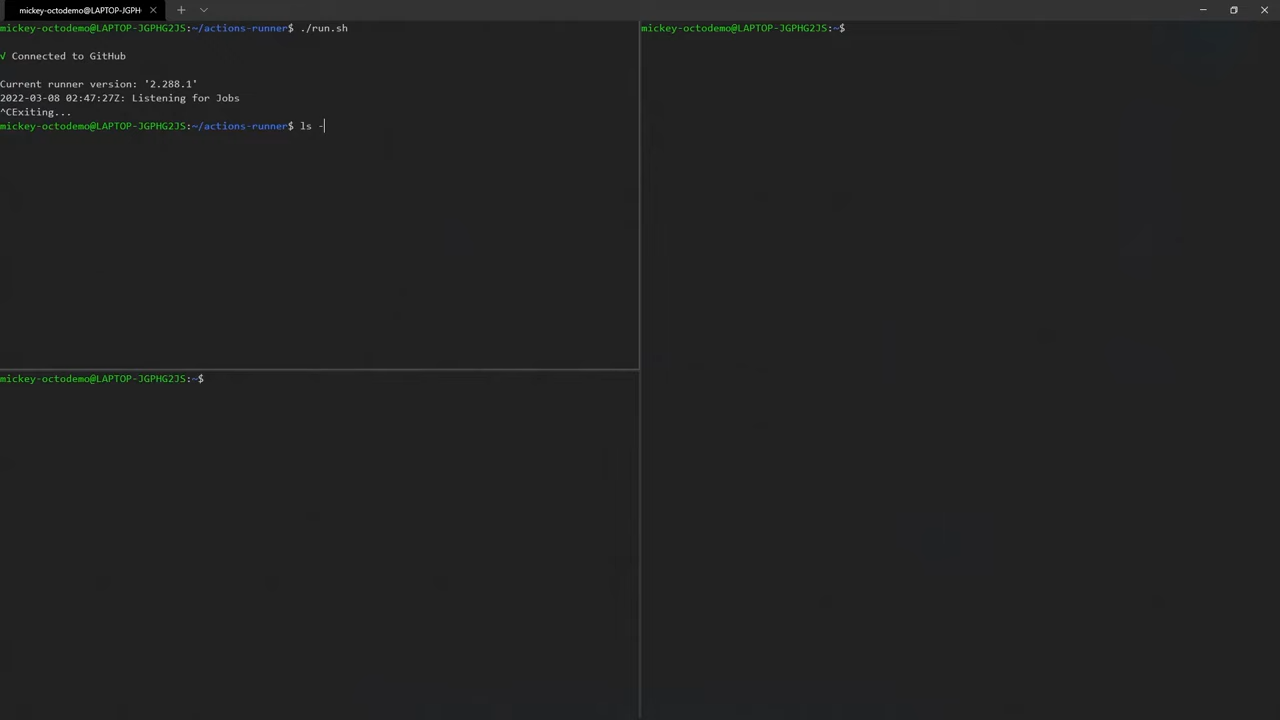 mickey-octodemo@LAPTOP-JGPH
mickey-octodemo@LAPTOP-JGPHG2JS:~/actions-runner$ ./run.sh
√ Connected to GitHub
Current runner version: '2.288.1'
2022-03-08 02:47:27Z: Listening for Jobs
^CExiting...
mickey-octodemo@LAPTOP-JGPHG2JS:~/actions-runner$ ls -
mickey-octodemo@LAPTOP-JGPHG2JS:~$
mickey-octodemo@LAPTOP-JGPHG2JS:~$